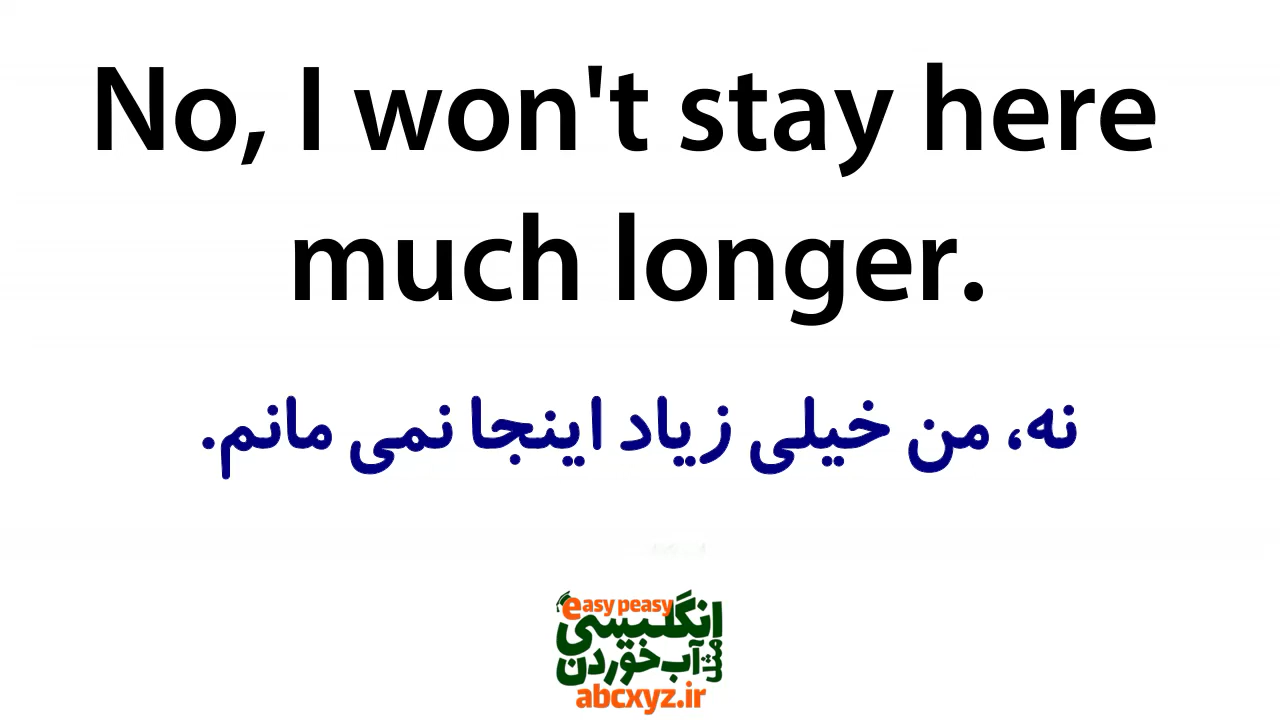 No, I won't stay here
much longer.
نه، من خیلی زیاد اینجا نمی مانم.
easy peasy
انگلیسی
مثل آب خوردن
abcxyz.ir